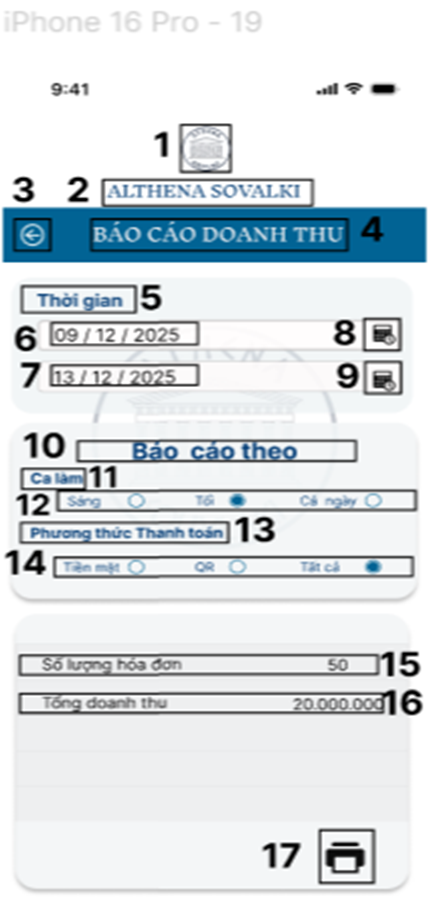 iPhone 16 Pro - 19
9:41
1
3 2 ALTHENA SOVALKI
BÁO CÁO DOANH THU 4
Thời gian 5
6 09 / 12 / 2025 8
7 13 / 12 / 2025 9
10 Báo cáo theo
Ca làm 11
12 Sáng Tối Cả ngày
Phương thức Thanh toán 13
14 Tiền mặt QR Tất cả
Số lượng hóa đơn 50 15
Tổng doanh thu 20.000.000 16
17